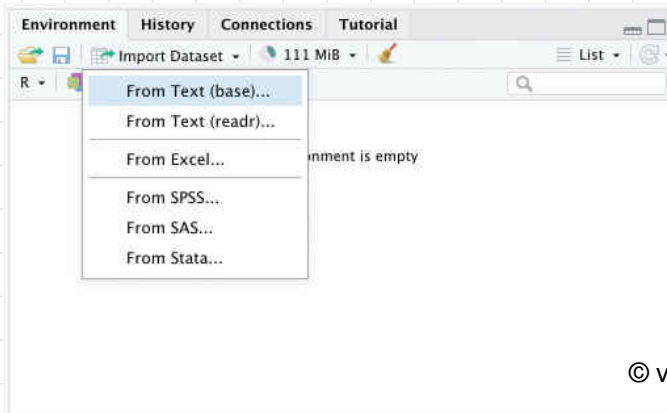 Environment History Connections Tutorial
Import Dataset 111 MiB List
R
From Text (base)...
From Text (readr)...
From Excel... nment is empty
From SPSS...
From SAS...
From Stata...
© v